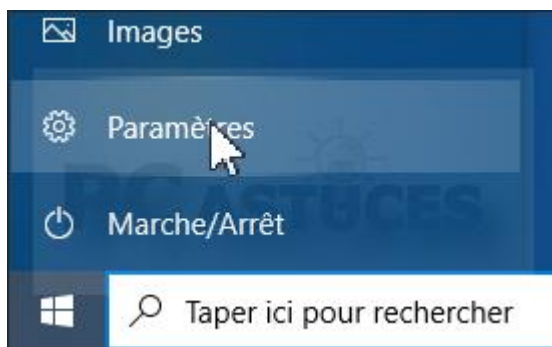 Images
Paramètres
PC ASTUCES
Marche/Arrêt
Taper ici pour rechercher